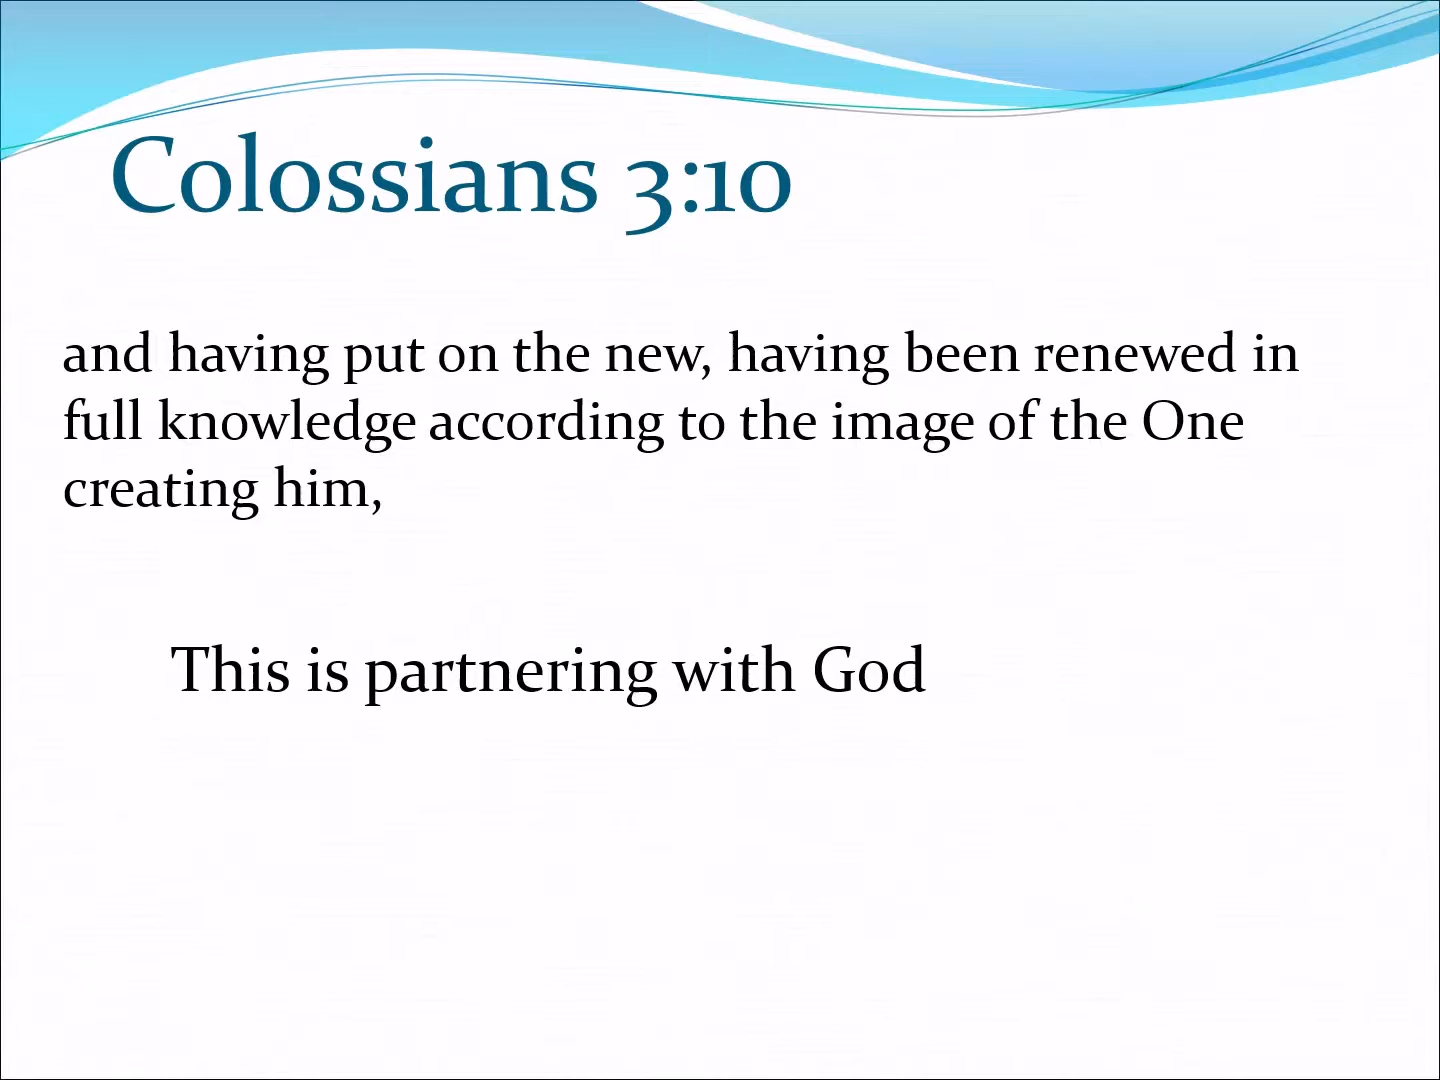 Colossians 3:10
and having put on the new, having been renewed in
full knowledge according to the image of the One
creating him,
This is partnering with God